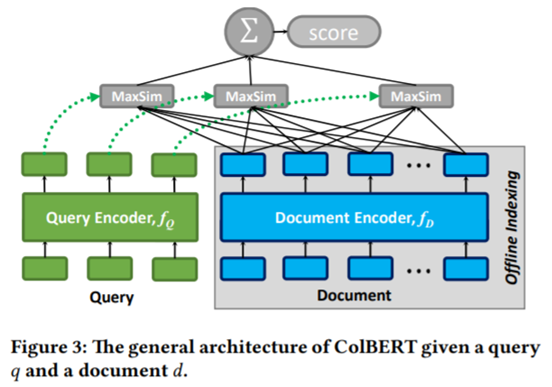 Σ
score
MaxSim
MaxSim
MaxSim
Query Encoder, f_Q
Document Encoder, f_D
Offline Indexing
Query
Document
Figure 3: The general architecture of ColBERT given a query
q and a document d.